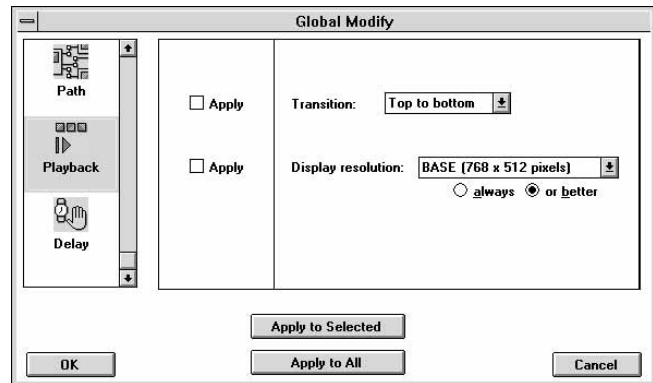 Global Modify
Path
Playback
Delay
Apply
Transition: Top to bottom
Apply
Display resolution: BASE (768 x 512 pixels)
always or better
Apply to Selected
OK
Apply to All
Cancel